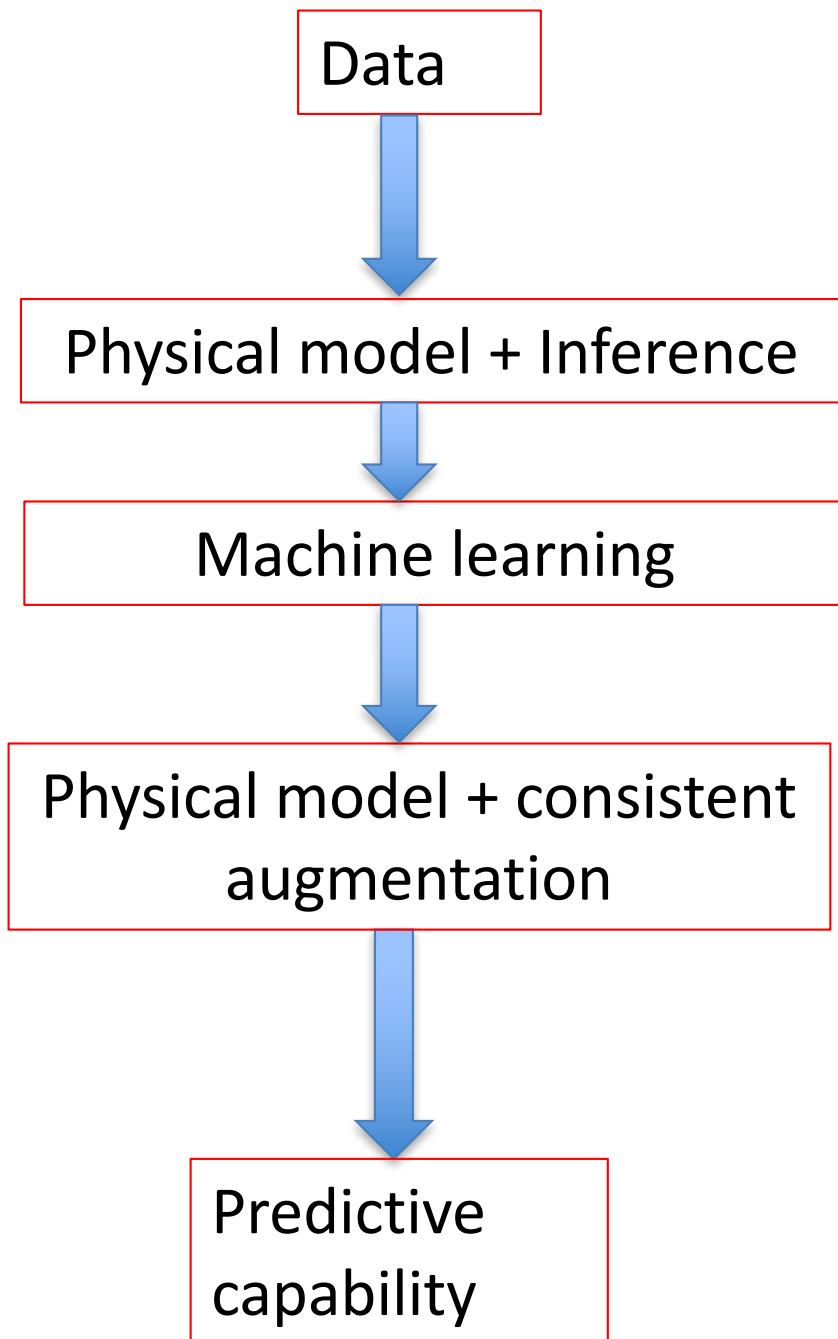 Data
Physical model + Inference
Machine learning
Physical model + consistent
augmentation
Predictive
capability